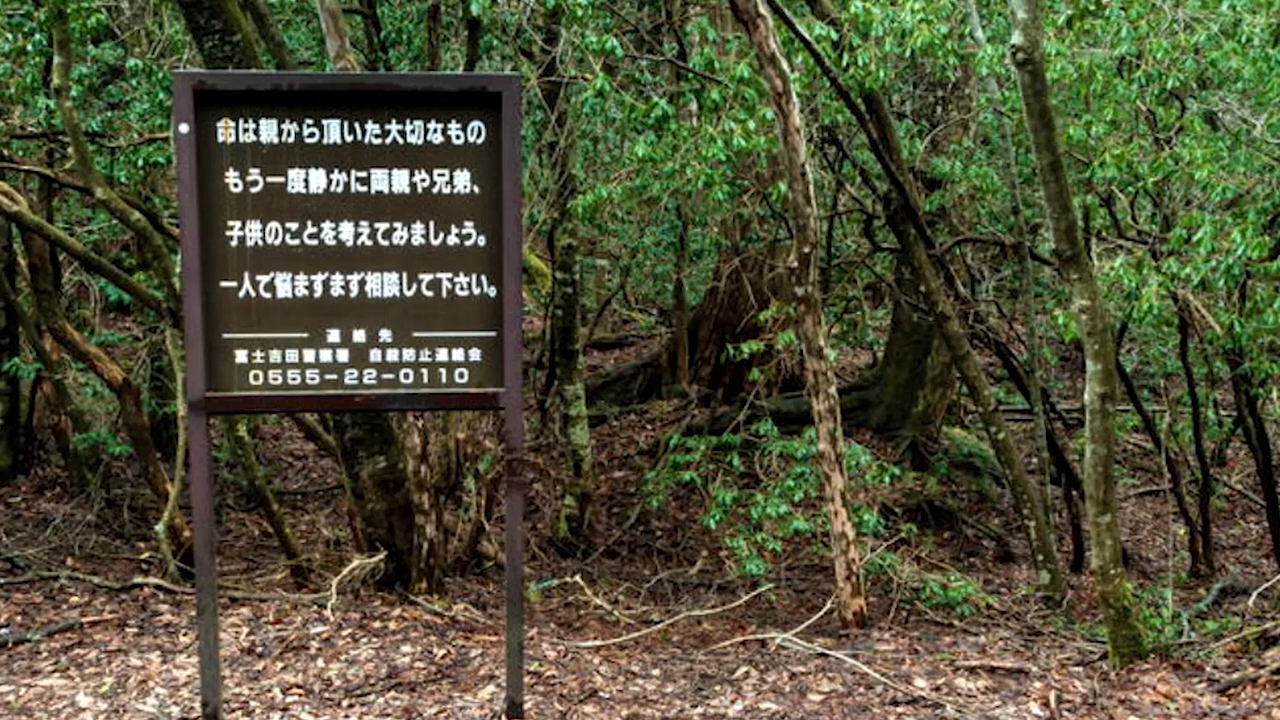 命は親から頂いた大切なもの
もう一度静かに両親や兄弟、
子供のことを考えてみましょう。
一人で悩まずまず相談して下さい。
連絡先
富士吉田警察署　自殺防止連絡会
0555−22−0110